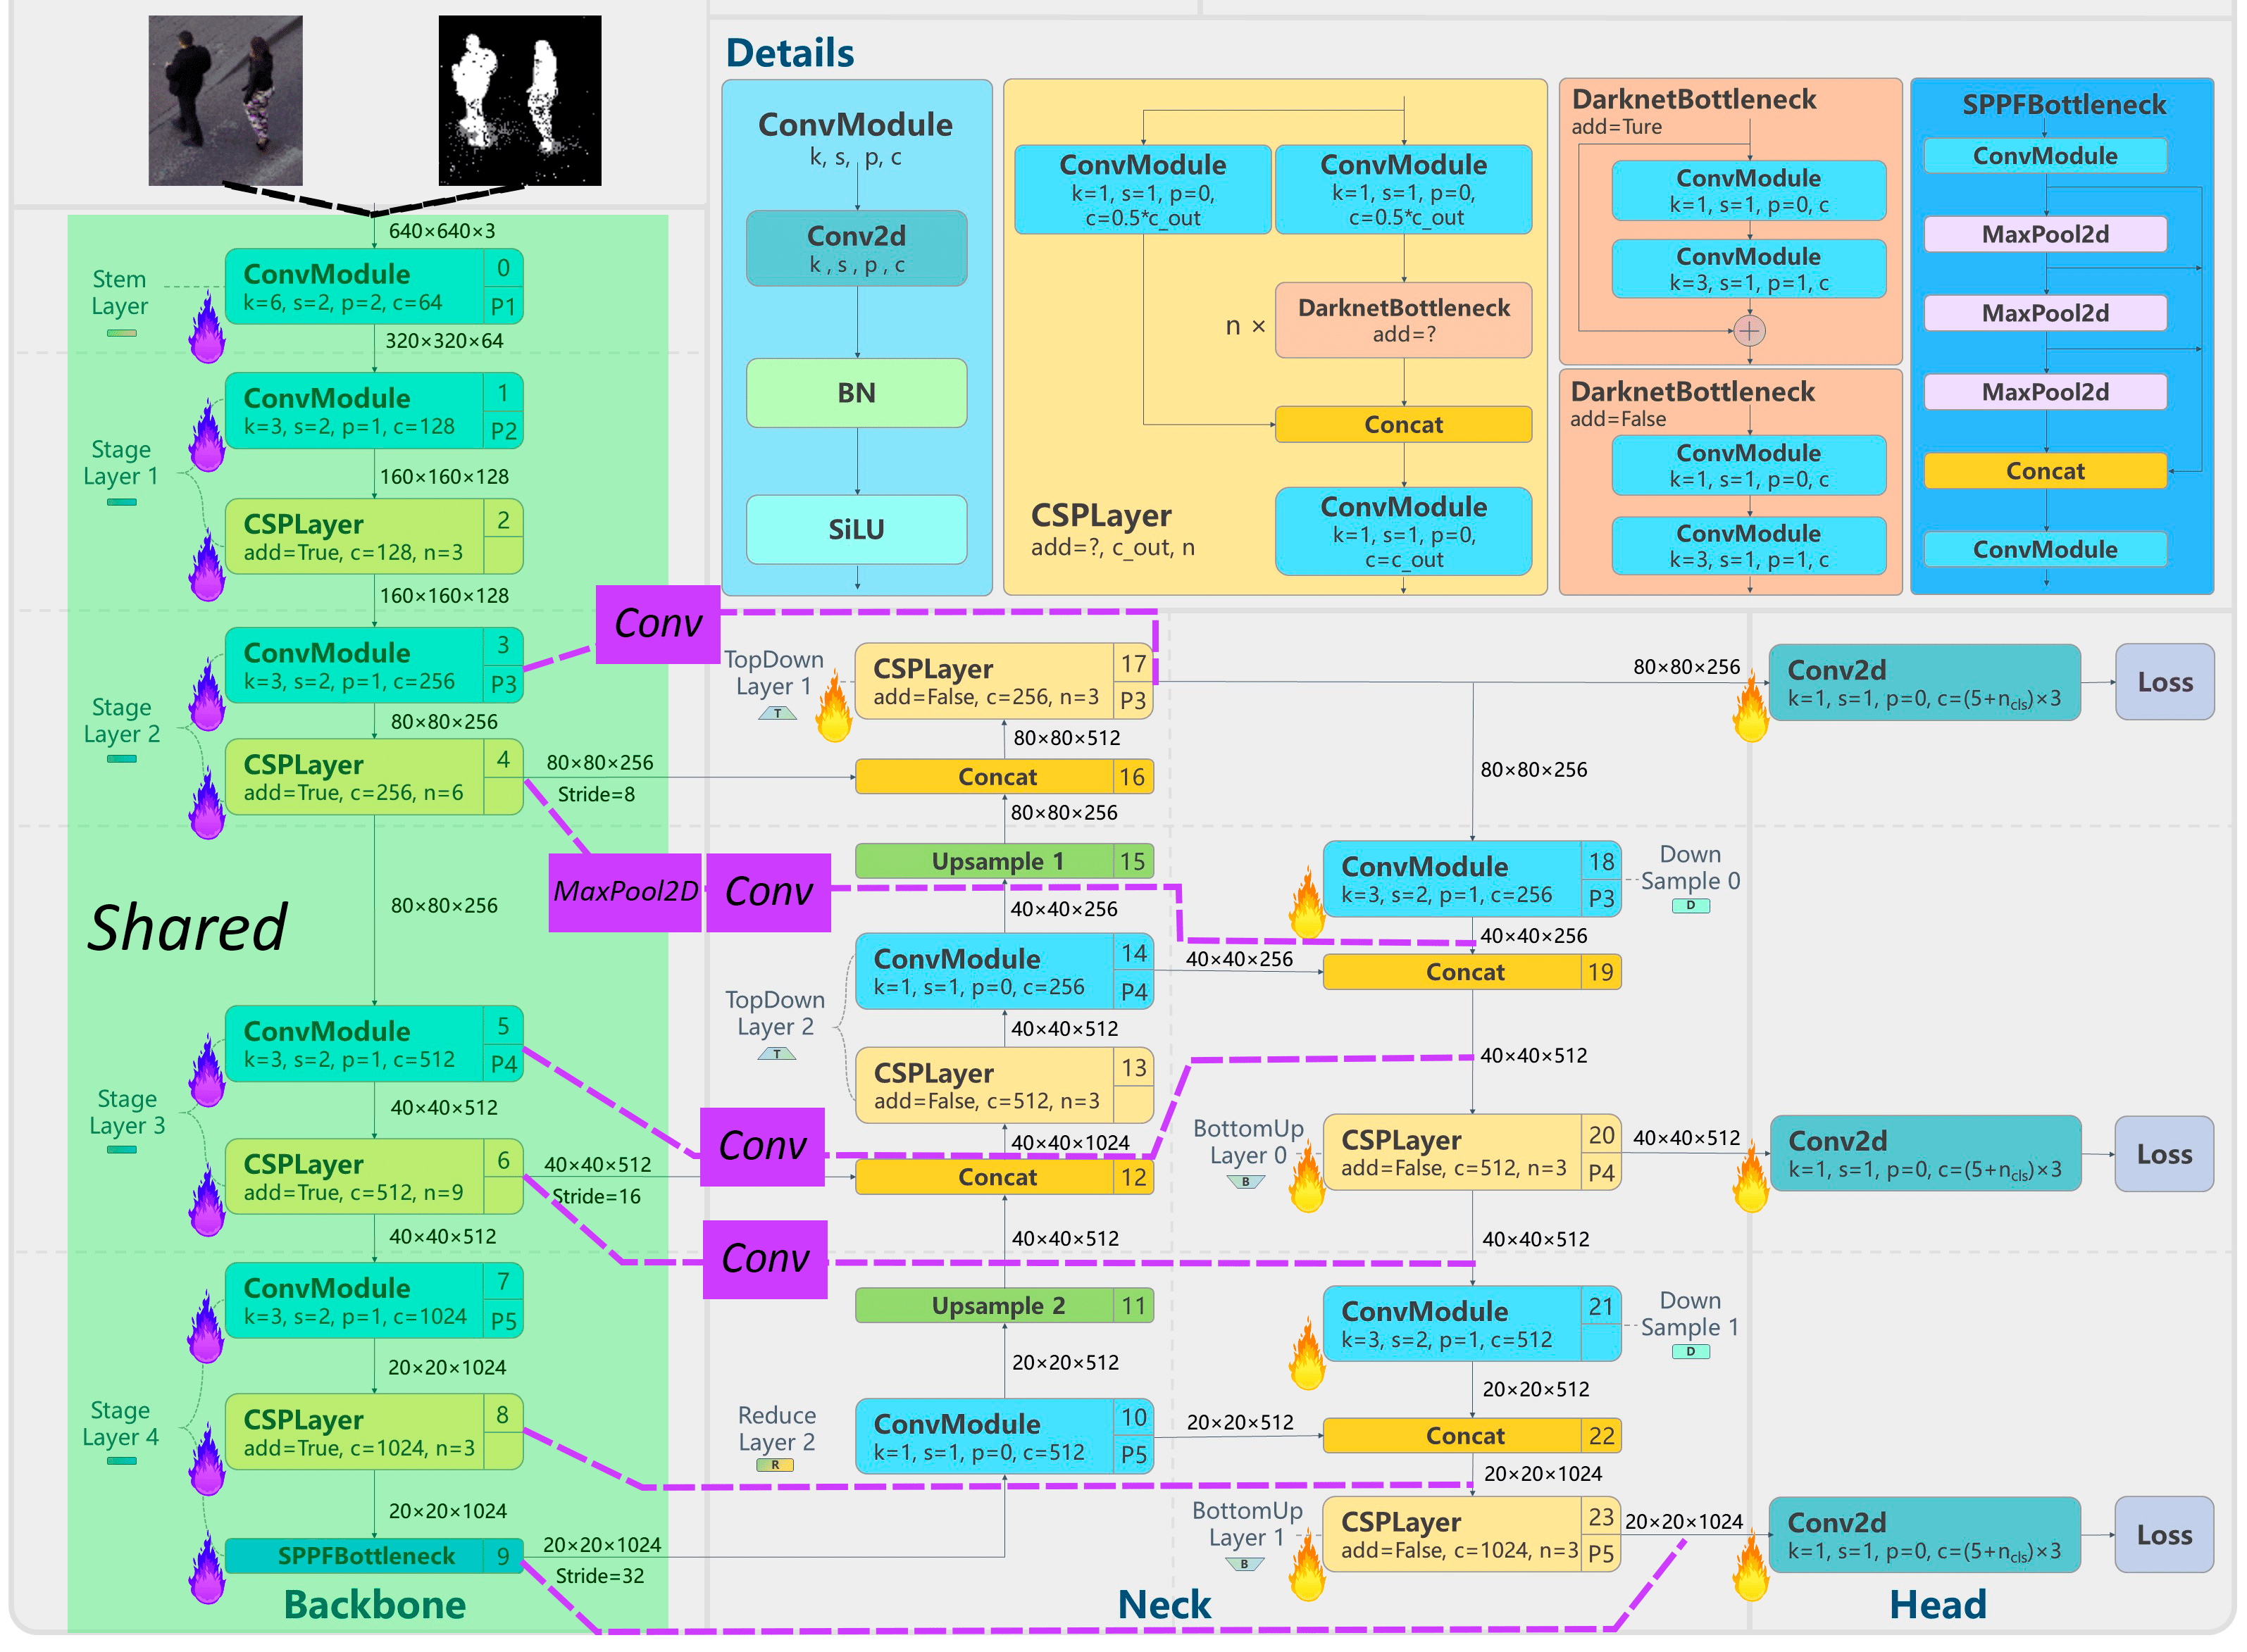 Details
640×640×3
Stem
Layer
ConvModule
k=6, s=2, p=2, c=64
0
P1
320×320×64
Stage
Layer 1
ConvModule
k=3, s=2, p=1, c=128
1
P2
160×160×128
CSPLayer
add=True, c=128, n=3
2
160×160×128
Stage
Layer 2
ConvModule
k=3, s=2, p=1, c=256
3
P3
80×80×256
CSPLayer
add=True, c=256, n=6
4
80×80×256
Stride=8
80×80×256
Shared
Stage
Layer 3
ConvModule
k=3, s=2, p=1, c=512
5
P4
40×40×512
CSPLayer
add=True, c=512, n=9
6
40×40×512
Stride=16
40×40×512
Stage
Layer 4
ConvModule
k=3, s=2, p=1, c=1024
7
P5
20×20×1024
CSPLayer
add=True, c=1024, n=3
8
20×20×1024
SPPFBottleneck
9
20×20×1024
Stride=32
Backbone
ConvModule
k, s, p, c
Conv2d
k , s , p , c
BN
SiLU
ConvModule
k=1, s=1, p=0,
c=0.5*c_out
ConvModule
k=1, s=1, p=0,
c=0.5*c_out
n ×
DarknetBottleneck
add=?
Concat
CSPLayer
add=?, c_out, n
ConvModule
k=1, s=1, p=0,
c=c_out
DarknetBottleneck
add=Ture
ConvModule
k=1, s=1, p=0, c
ConvModule
k=3, s=1, p=1, c
DarknetBottleneck
add=False
ConvModule
k=1, s=1, p=0, c
ConvModule
k=3, s=1, p=1, c
SPPFBottleneck
ConvModule
MaxPool2d
MaxPool2d
MaxPool2d
Concat
ConvModule
Conv
MaxPool2D
Conv
Conv
Conv
TopDown
Layer 1
T
CSPLayer
add=False, c=256, n=3
17
P3
80×80×512
Concat
16
80×80×256
Upsample 1
15
40×40×256
TopDown
Layer 2
T
ConvModule
k=1, s=1, p=0, c=256
14
P4
40×40×256
40×40×512
CSPLayer
add=False, c=512, n=3
13
40×40×1024
Concat
12
40×40×512
Upsample 2
11
20×20×512
Reduce
Layer 2
R
ConvModule
k=1, s=1, p=0, c=512
10
P5
20×20×512
80×80×256
80×80×256
ConvModule
k=3, s=2, p=1, c=256
18
P3
Down
Sample 0
D
40×40×256
Concat
19
40×40×512
BottomUp
Layer 0
B
CSPLayer
add=False, c=512, n=3
20
P4
40×40×512
40×40×512
ConvModule
k=3, s=2, p=1, c=512
21
Down
Sample 1
D
20×20×512
Concat
22
20×20×1024
BottomUp
Layer 1
B
CSPLayer
add=False, c=1024, n=3
23
P5
20×20×1024
Neck
Conv2d
k=1, s=1, p=0, c=(5+ncls)×3
Loss
Conv2d
k=1, s=1, p=0, c=(5+ncls)×3
Loss
Conv2d
k=1, s=1, p=0, c=(5+ncls)×3
Loss
Head